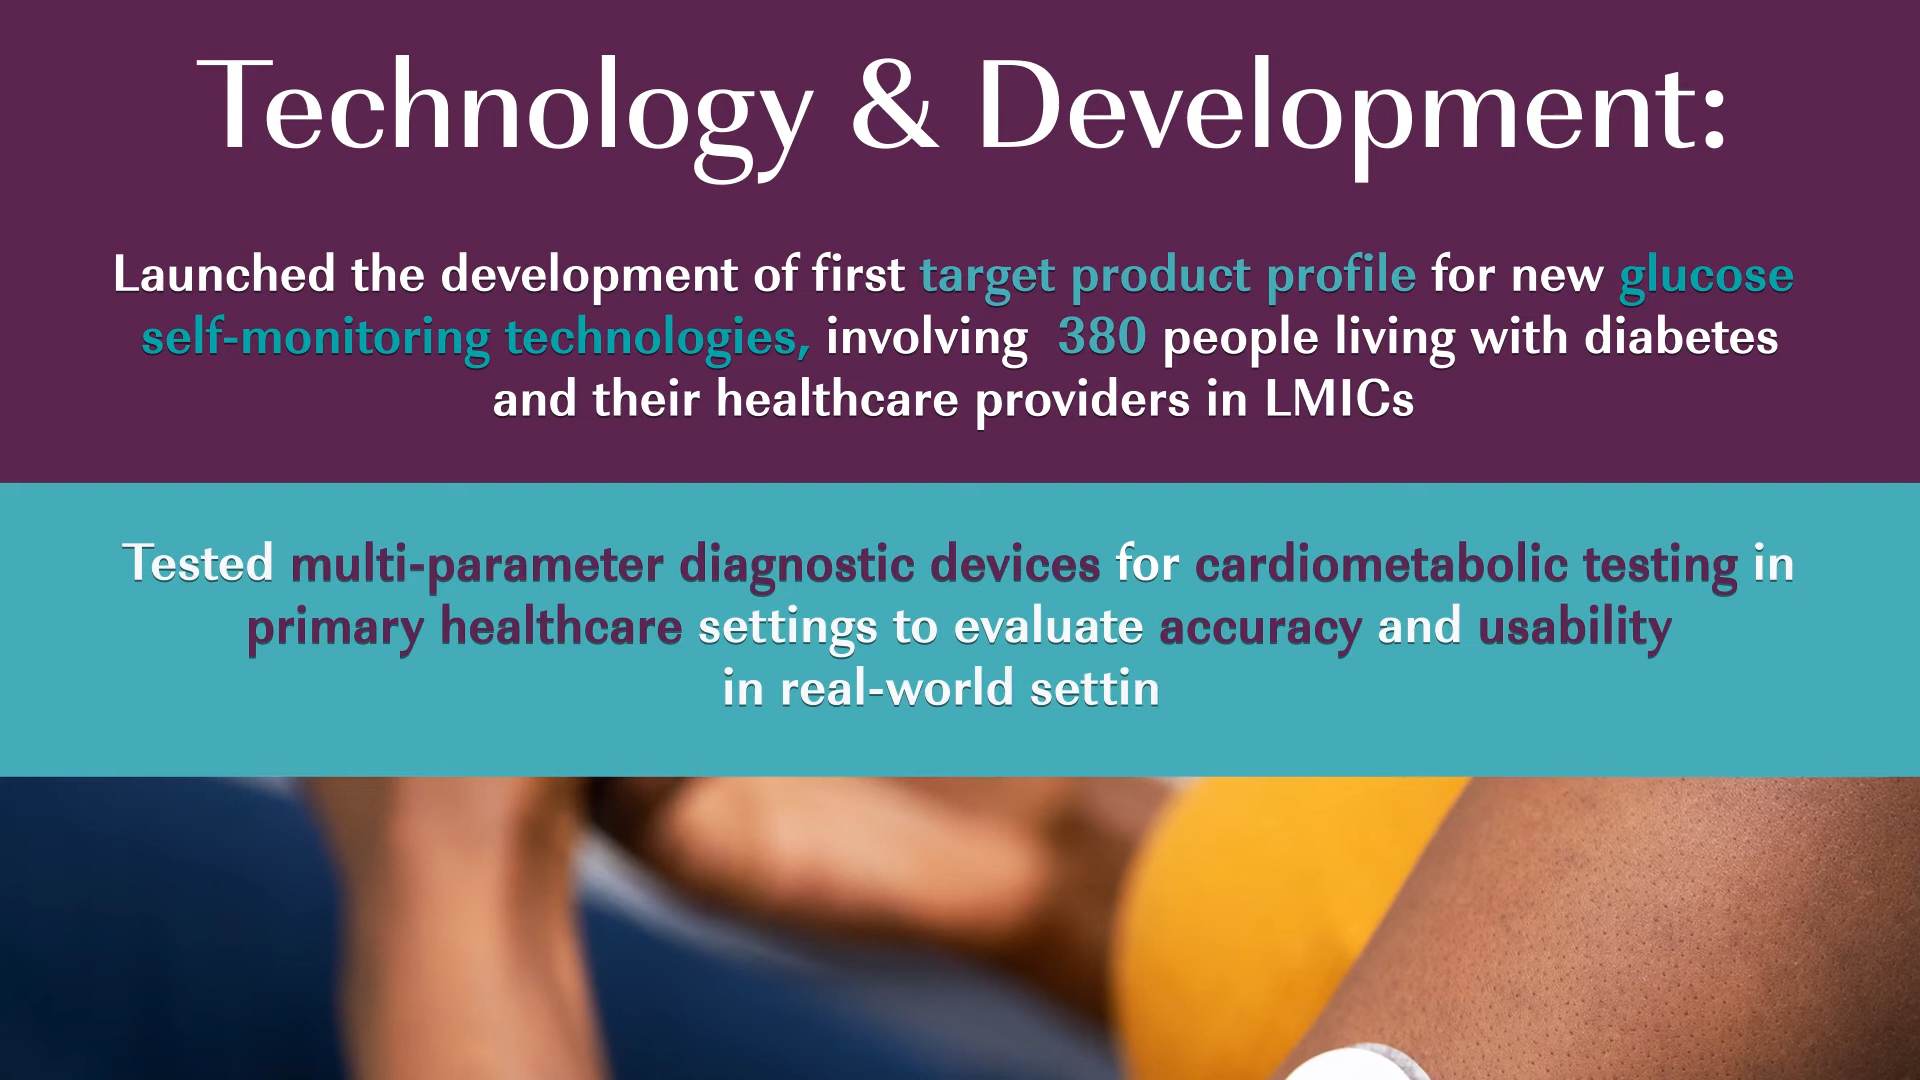 Technology & Development:
Launched the development of first target product profile for new glucose
self-monitoring technologies, involving 380 people living with diabetes
and their healthcare providers in LMICs
Tested multi-parameter diagnostic devices for cardiometabolic testing in
primary healthcare settings to evaluate accuracy and usability
in real-world settin